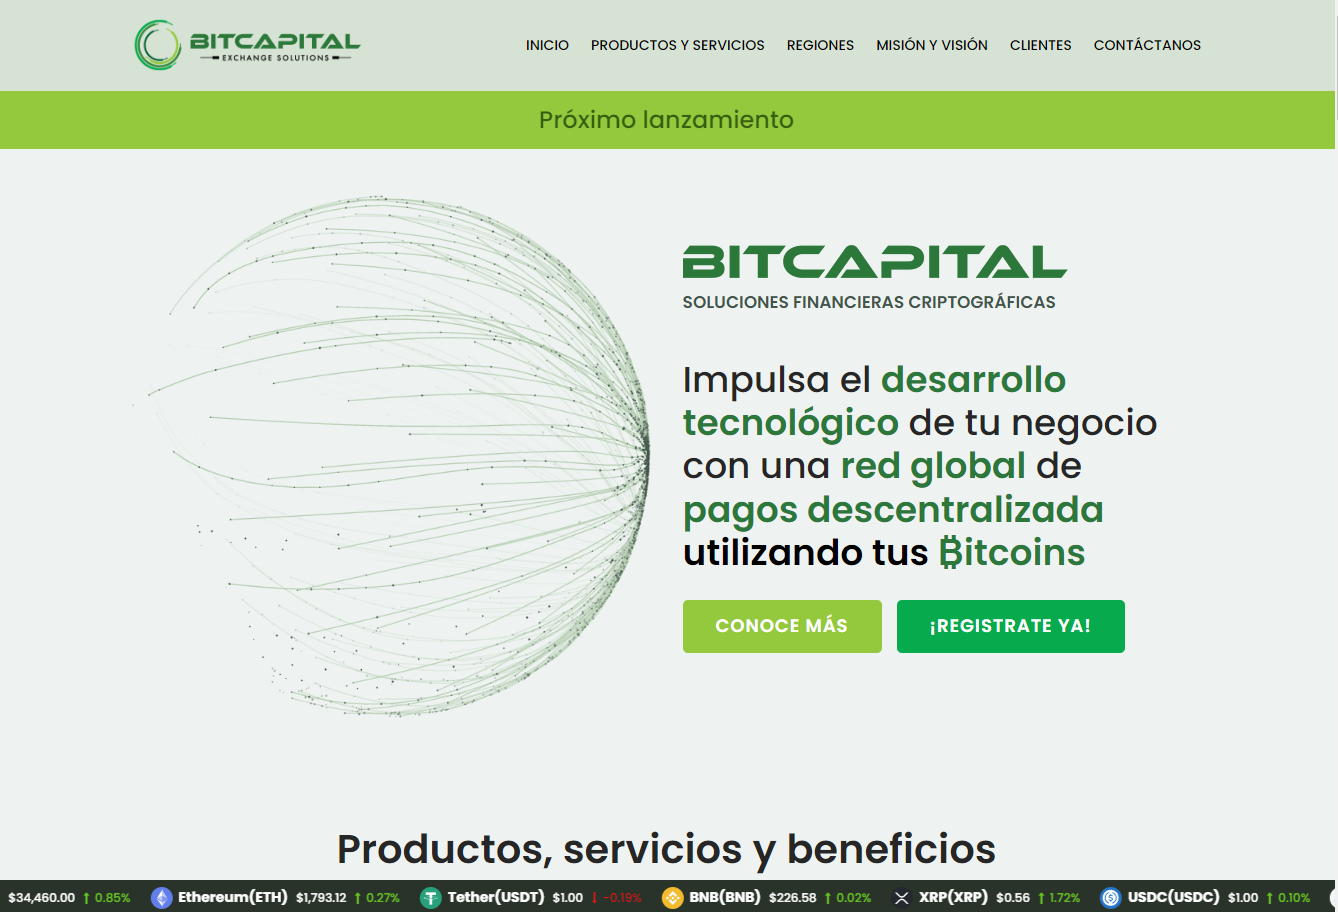 BITCAPITAL
EXCHANGE SOLUTIONS
INICIO PRODUCTOS Y SERVICIOS REGIONES MISIÓN Y VISIÓN CLIENTES CONTÁCTANOS
Próximo lanzamiento
BITCAPITAL
SOLUCIONES FINANCIERAS CRIPTOGRÁFICAS
Impulsa el desarrollo
tecnológico de tu negocio
con una red global de
pagos descentralizada
utilizando tus ₿itcoins
CONOCE MÁS ¡REGISTRATE YA!
Productos, servicios y beneficios
$34,460.00 ↑ 0.85% Ethereum(ETH) $1,793.12 ↑ 0.27% Tether(USDT) $1.00 ↓ -0.19% BNB(BNB) $226.58 ↑ 0.02% XRP(XRP) $0.56 ↑ 1.72% USDC(USDC) $1.00 ↑ 0.10%